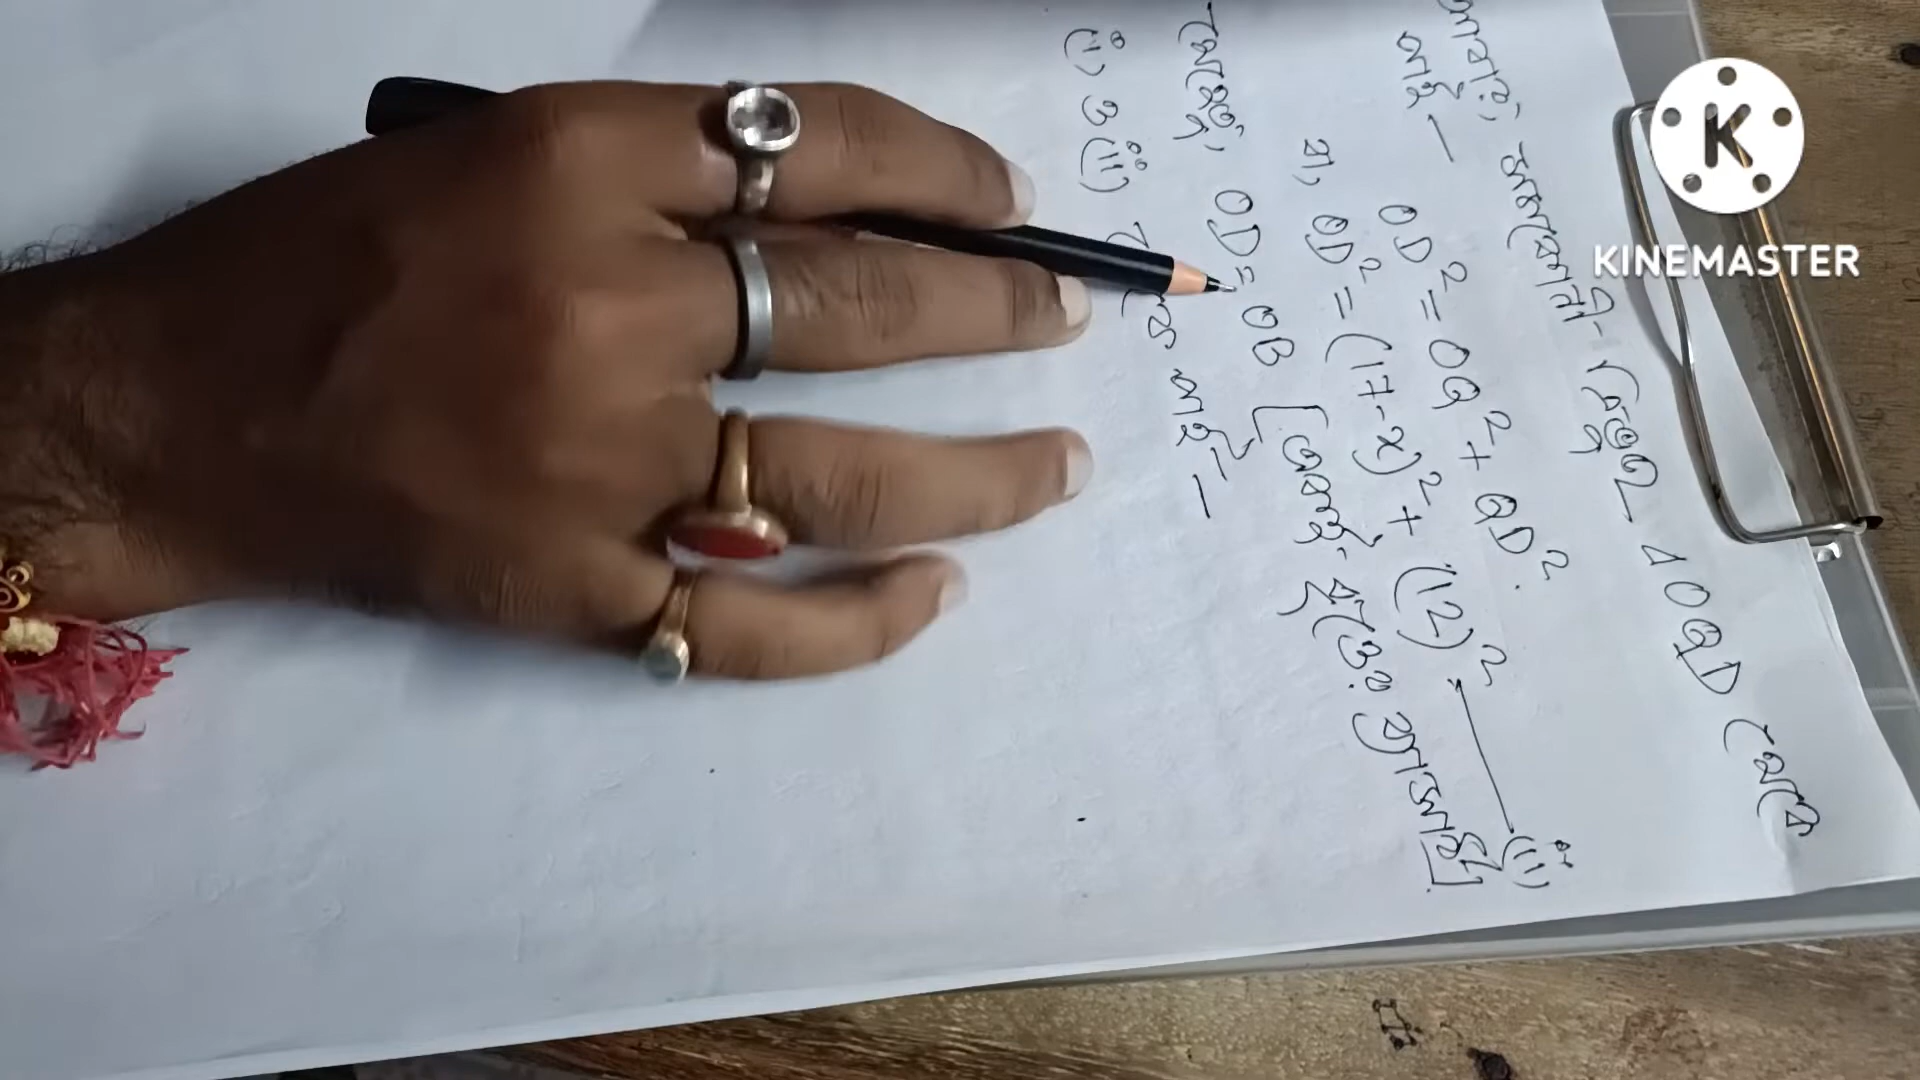 আবার, সমকোণী ত্রিভুজ △OQD থেকে
পাই —
OD² = OQ² + QD².
বা, OD² = (17-x)² + (12)² —— (ii)
যেহেতু, OD = OB [একই বৃত্তের ব্যাসার্ধ].
(i) ও (ii) থেকে পাই —
KINEMASTER